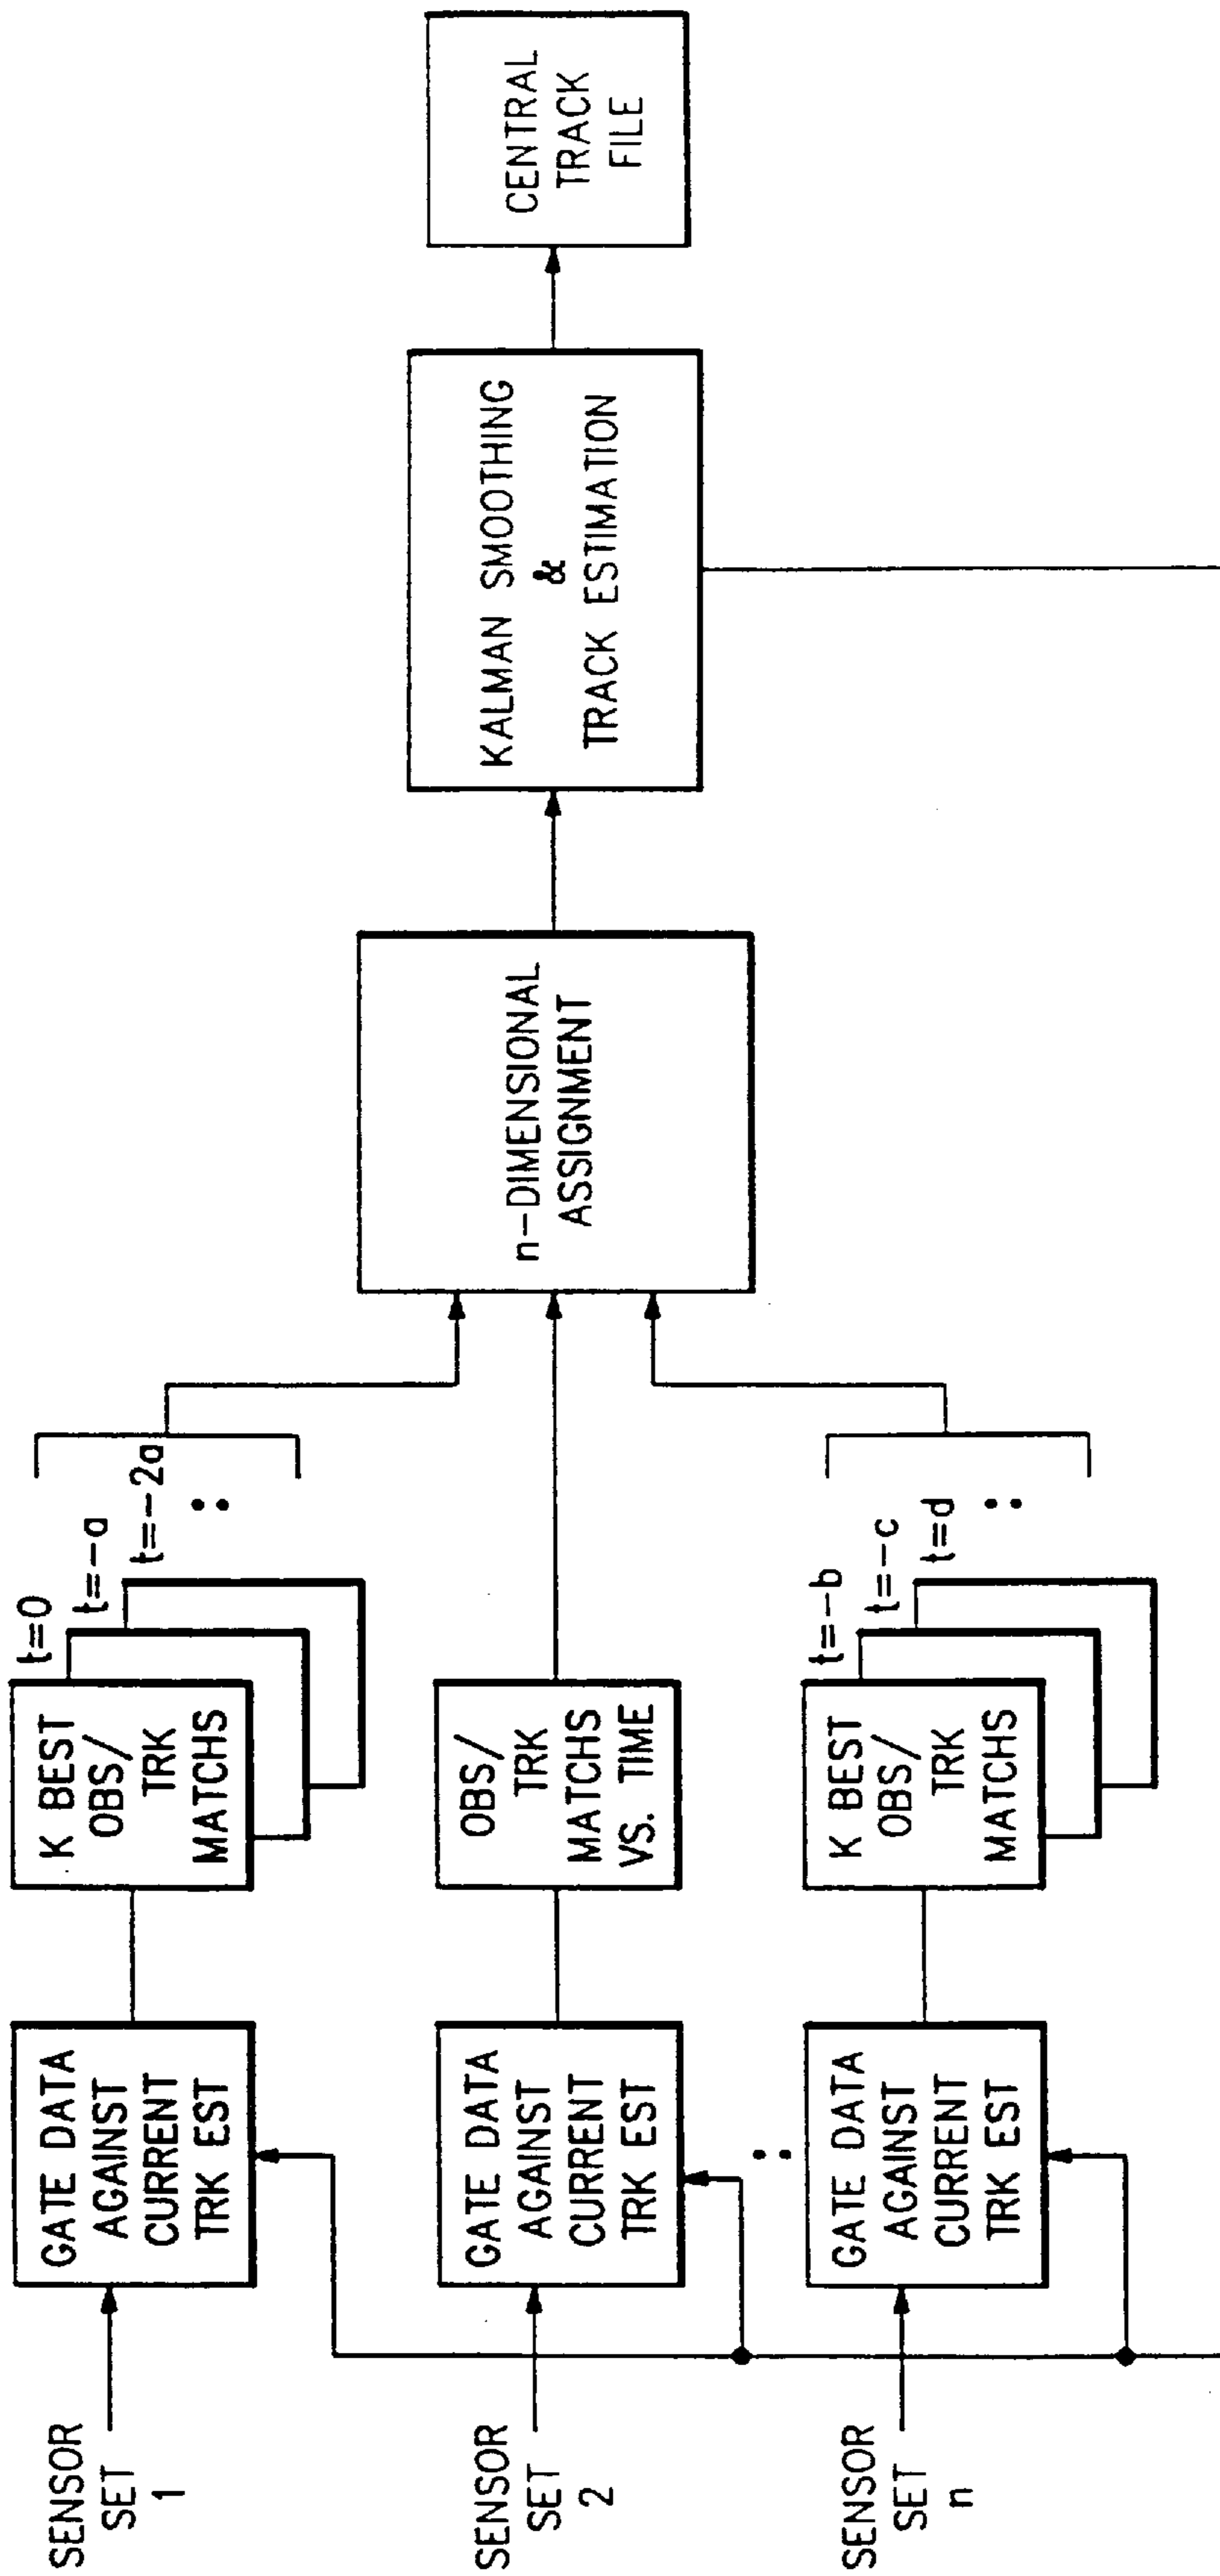 SENSOR
SET
1
GATE DATA
AGAINST
CURRENT
TRK EST
K BEST
OBS/
TRK
MATCHS
t=0
t=-a
t=-2a
:
SENSOR
SET
2
GATE DATA
AGAINST
CURRENT
TRK EST
OBS/
TRK
MATCHS
VS. TIME
:
SENSOR
SET
n
GATE DATA
AGAINST
CURRENT
TRK EST
K BEST
OBS/
TRK
MATCHS
t=-b
t=-c
t=d
:
n-DIMENSIONAL
ASSIGNMENT
KALMAN SMOOTHING
&
TRACK ESTIMATION
CENTRAL
TRACK
FILE